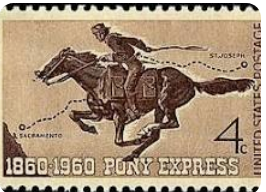 ST. JOSEPH
SACRAMENTO
UNITED STATES POSTAGE
4c
1860-1960 PONY EXPRESS